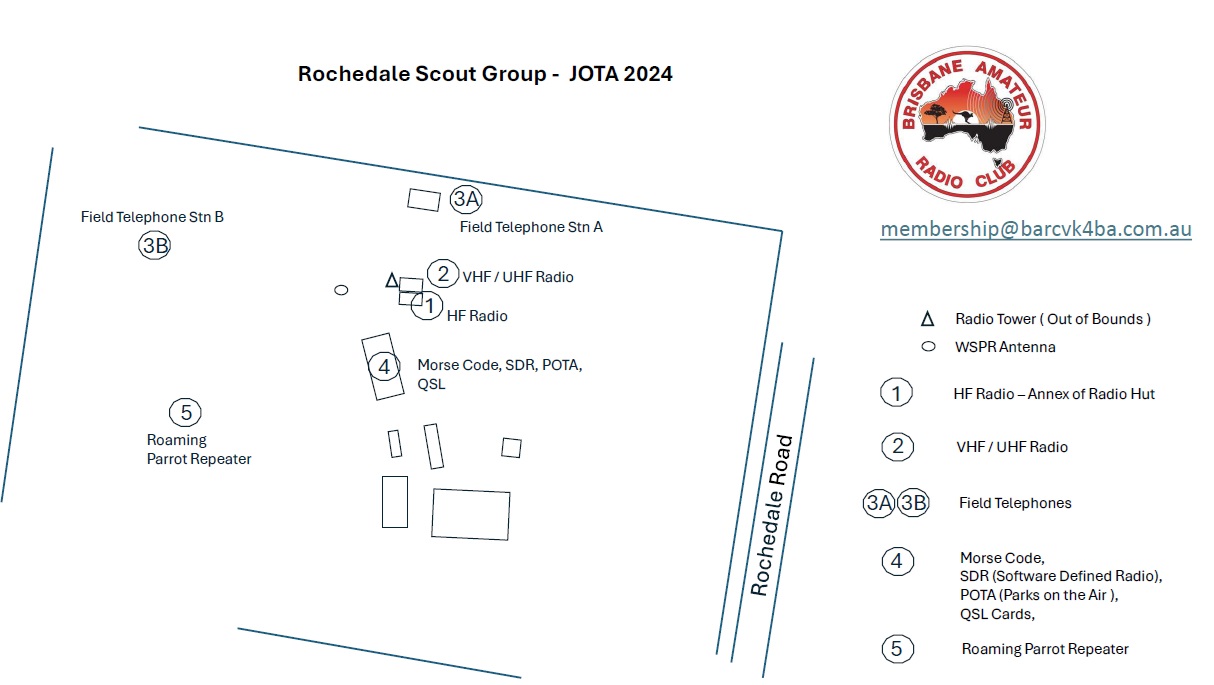 Rochedale Scout Group - JOTA 2024
BRISBANE AMATEUR
RADIO CLUB
membership@barcvk4ba.com.au
3A
Field Telephone Stn A
Field Telephone Stn B
3B
2
VHF / UHF Radio
1
HF Radio
4
Morse Code, SDR, POTA,
QSL
5
Roaming
Parrot Repeater
Rochedale Road
Radio Tower ( Out of Bounds )
WSPR Antenna
1 HF Radio – Annex of Radio Hut
2 VHF / UHF Radio
3A 3B Field Telephones
4 Morse Code,
SDR (Software Defined Radio),
POTA (Parks on the Air ),
QSL Cards,
5 Roaming Parrot Repeater